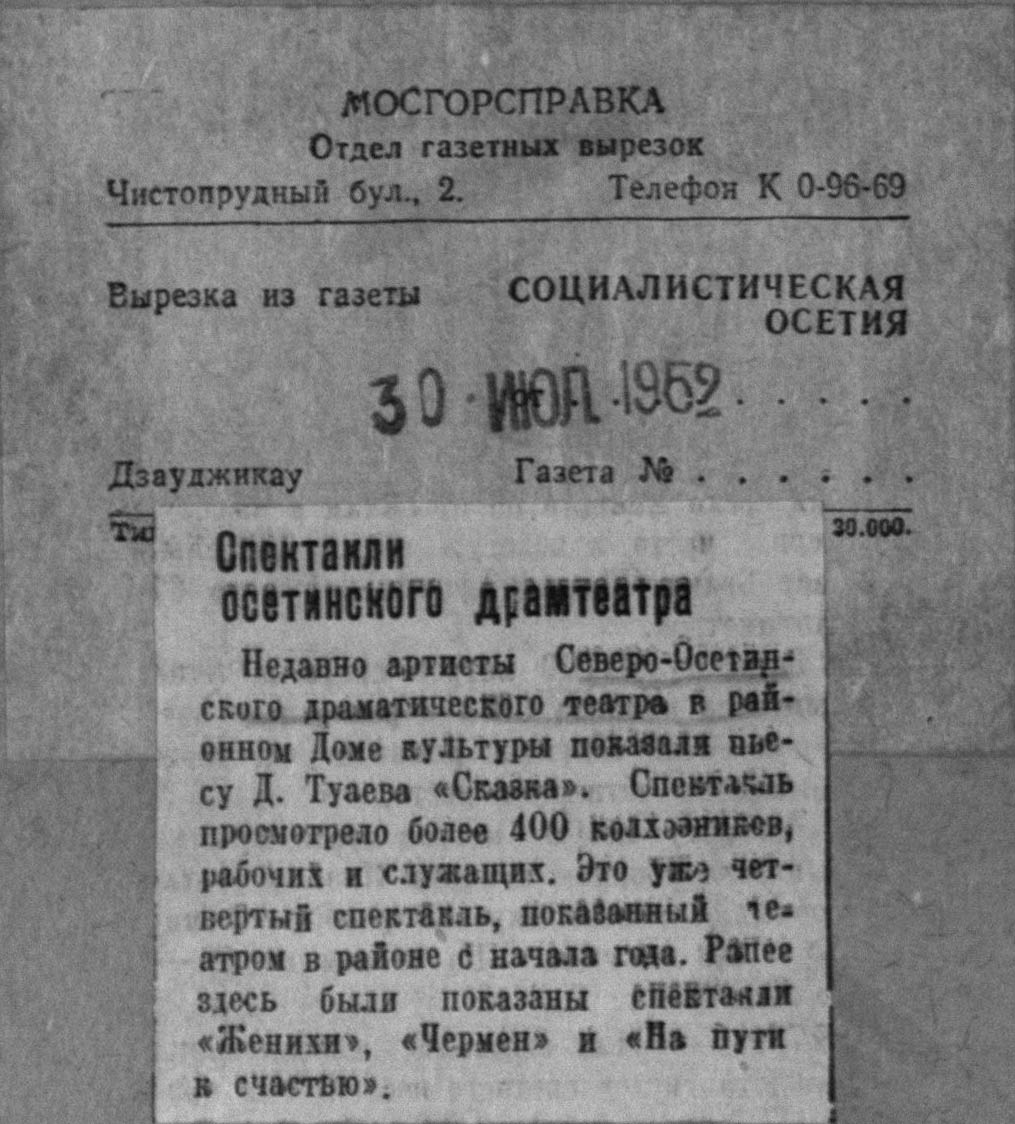 МОСГОРСПРАВКА
Отдел газетных вырезок
Чистопрудный бул., 2. Телефон К 0-96-69
Вырезка из газеты СОЦИАЛИСТИЧЕСКАЯ
ОСЕТИЯ
30 ИЮЛ 1952 . . . . .
Дзауджикау Газета № . . . . . .
Тип 30.000.
Спектакли
осетинского драмтеатра
Недавно артисты Северо-Осетин-
ского драматического театра в рай-
онном Доме культуры показали пье-
су Д. Туаева «Сказка». Спектакль
просмотрело более 400 колхозников,
рабочих и служащих. Это уже чет-
вертый спектакль, показанный те-
атром в районе с начала года. Ранее
здесь были показаны спектакли
«Женихи», «Чермен» и «На пути
к счастью».